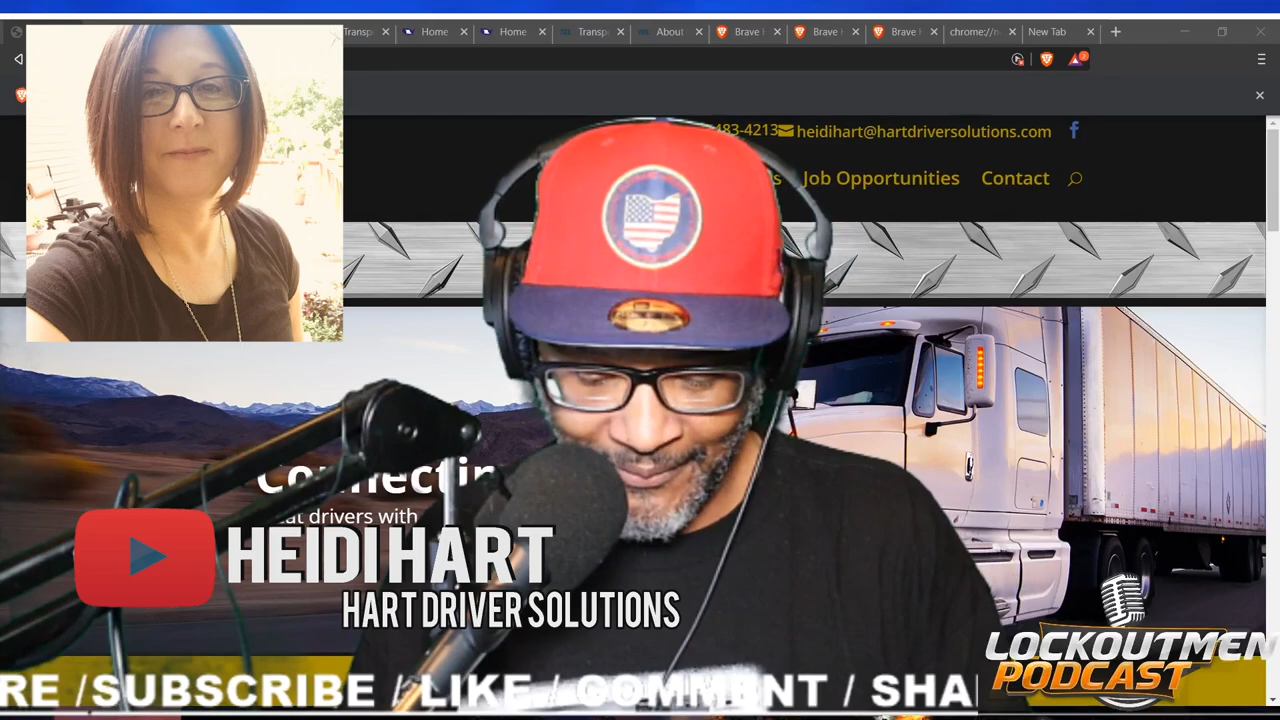 Home
Home
Transp
About
Brave
Brave
Brave
New Tab
483-4213
heidihart@hartdriversolutions.com
Job Opportunities
Contact
drivers with
HEIDI HART
HART DRIVER SOLUTIONS
LOCKOUTMEN
PODCAST
RE / SUBSCRIBE / LIKE / COMMENT / SHA